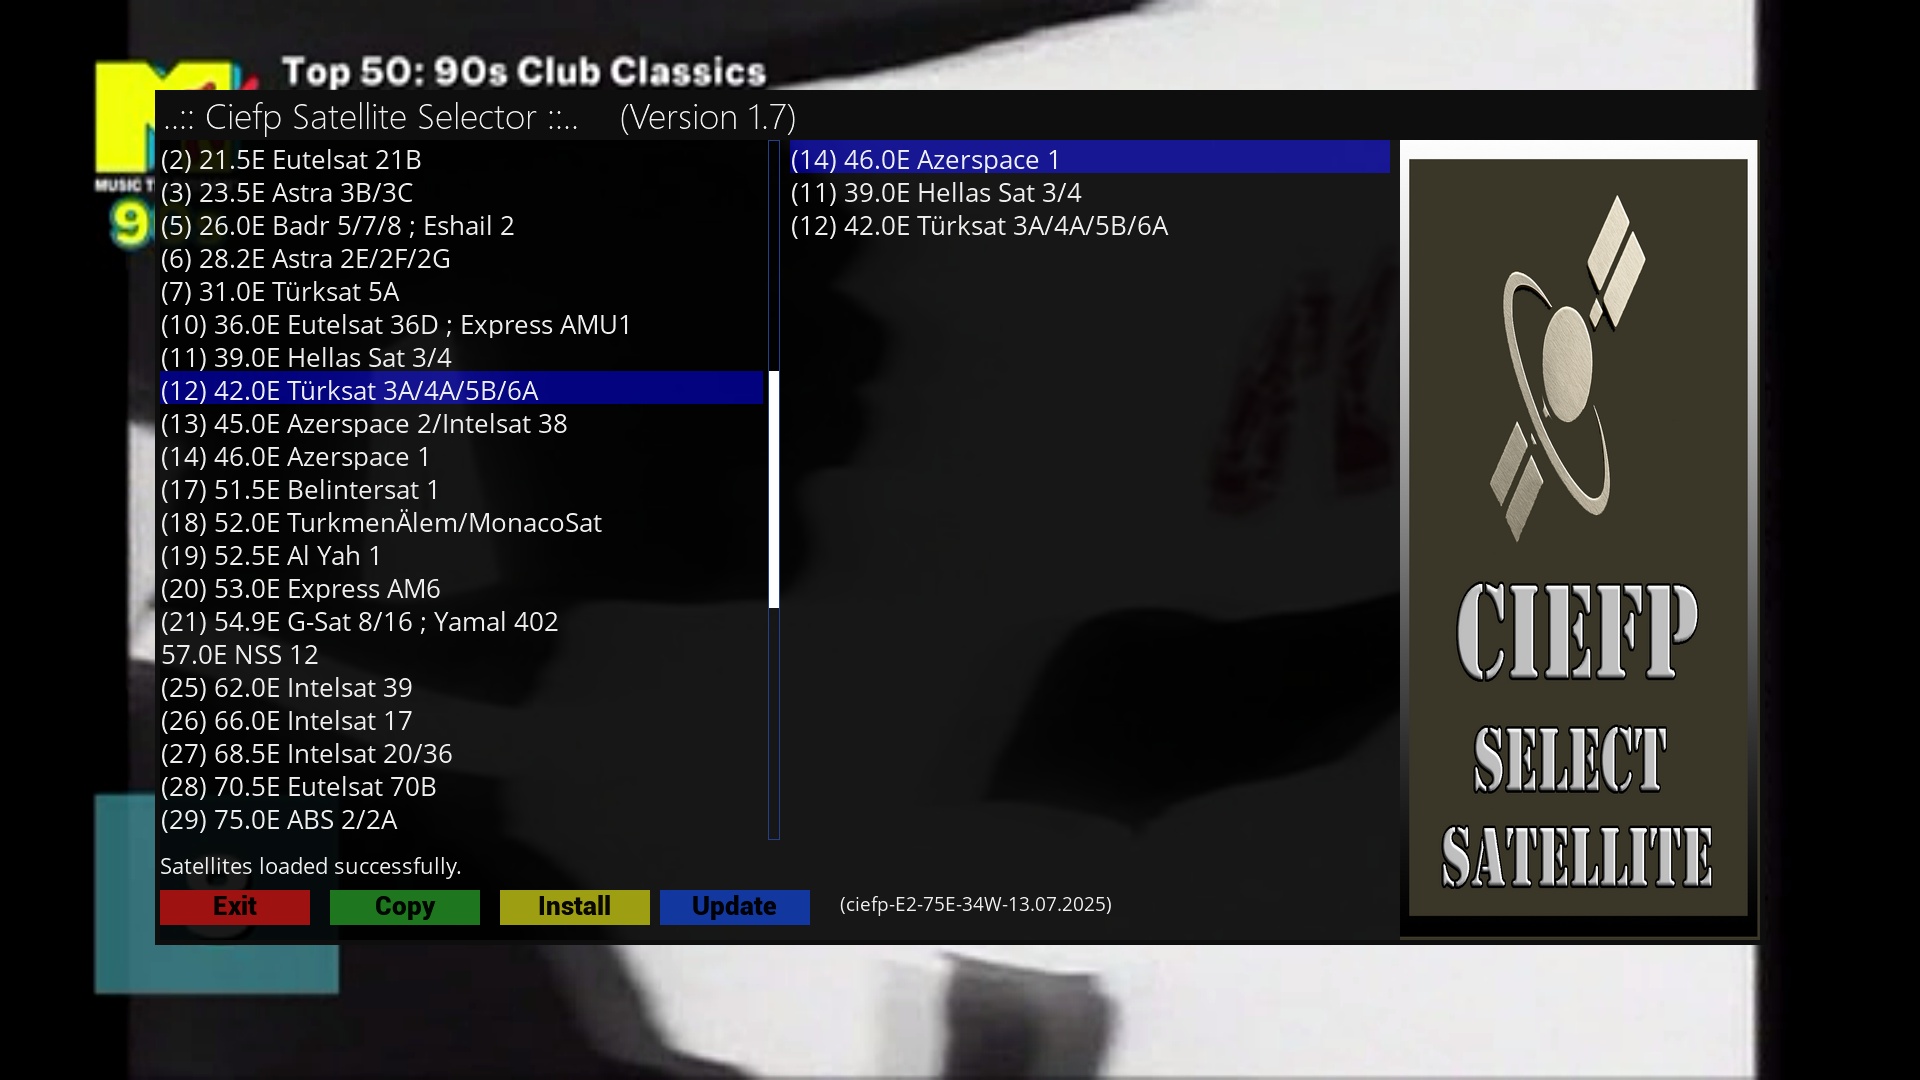 Top 50: 90s Club Classics
MUSIC T
9
..:: Ciefp Satellite Selector ::.. (Version 1.7)
(2) 21.5E Eutelsat 21B
(3) 23.5E Astra 3B/3C
(5) 26.0E Badr 5/7/8 ; Eshail 2
(6) 28.2E Astra 2E/2F/2G
(7) 31.0E Türksat 5A
(10) 36.0E Eutelsat 36D ; Express AMU1
(11) 39.0E Hellas Sat 3/4
(12) 42.0E Türksat 3A/4A/5B/6A
(13) 45.0E Azerspace 2/Intelsat 38
(14) 46.0E Azerspace 1
(17) 51.5E Belintersat 1
(18) 52.0E TurkmenÄlem/MonacoSat
(19) 52.5E Al Yah 1
(20) 53.0E Express AM6
(21) 54.9E G-Sat 8/16 ; Yamal 402
57.0E NSS 12
(25) 62.0E Intelsat 39
(26) 66.0E Intelsat 17
(27) 68.5E Intelsat 20/36
(28) 70.5E Eutelsat 70B
(29) 75.0E ABS 2/2A
(14) 46.0E Azerspace 1
(11) 39.0E Hellas Sat 3/4
(12) 42.0E Türksat 3A/4A/5B/6A
CIEFP
SELECT
SATELLITE
Satellites loaded successfully.
Exit
Copy
Install
Update
(ciefp-E2-75E-34W-13.07.2025)